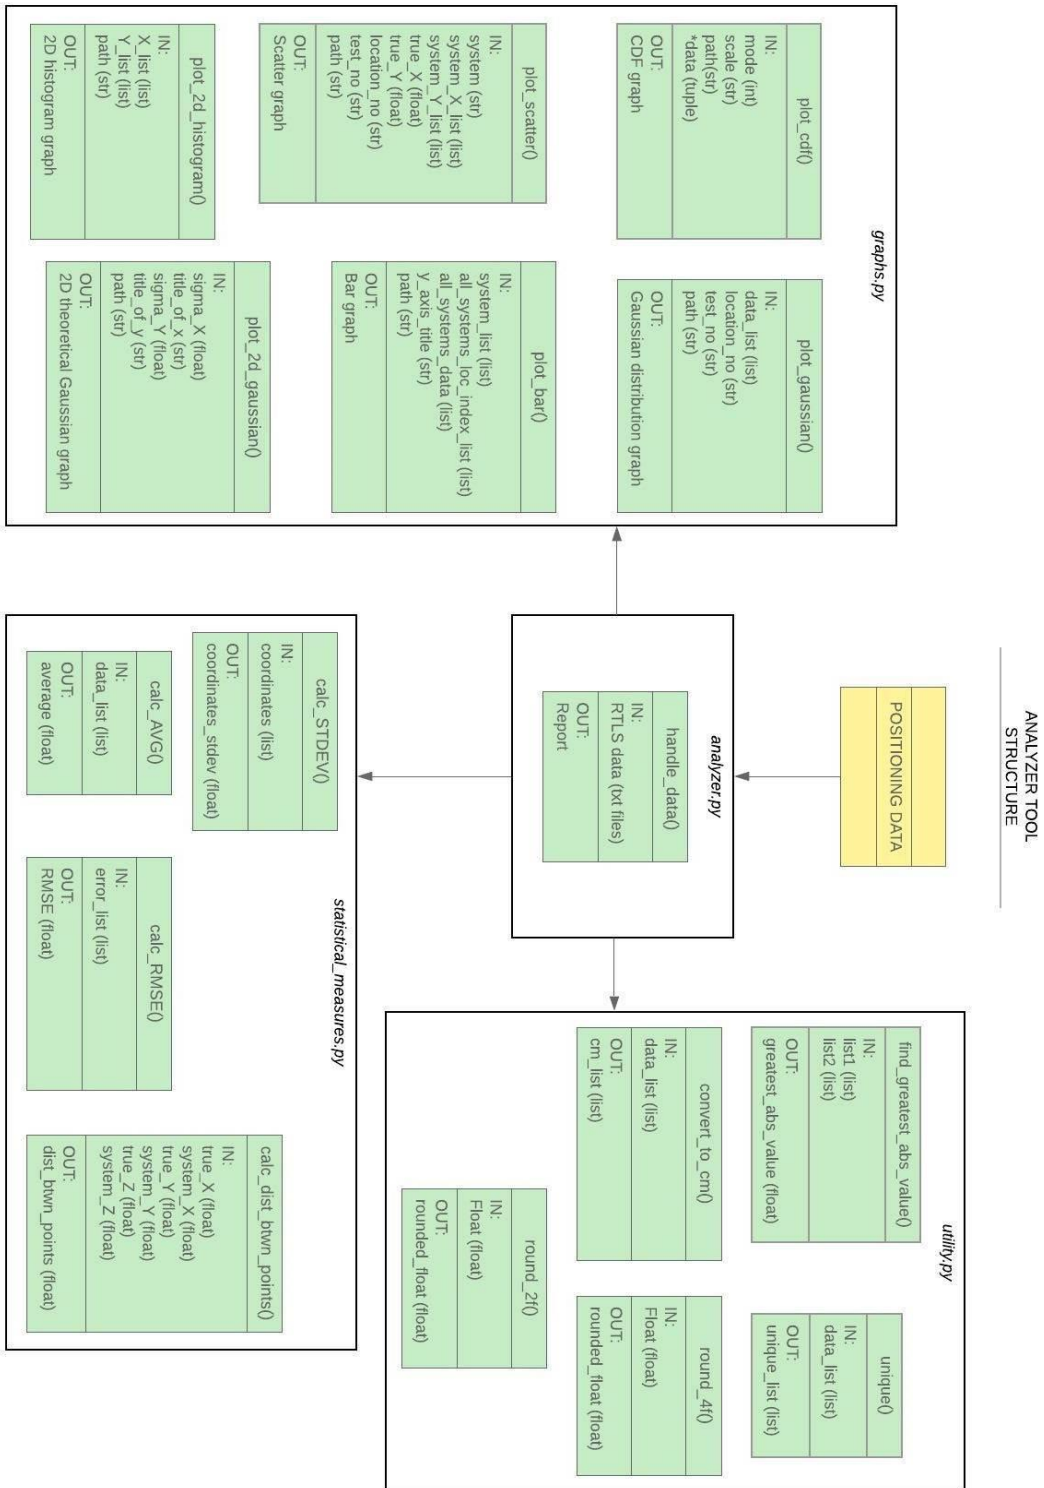 ANALYZER TOOL
STRUCTURE
POSITIONING DATA
analyzer.py
handle_data()
IN:
RTLS data (txt files)
OUT:
Report
graphs.py
plot_cdf()
IN:
mode (int)
scale (str)
path(str)
*data (tuple)
OUT:
CDF graph
plot_gaussian()
IN:
data_list (list)
location_no (str)
test_no (str)
path (str)
OUT:
Gaussian distribution graph
plot_scatter()
IN:
system (str)
system_X_list (list)
system_Y_list (list)
true_X (float)
true_Y (float)
location_no (str)
test_no (str)
path (str)
OUT:
Scatter graph
plot_bar()
IN:
system_list (list)
all_systems_loc_index_list (list)
all_systems_data (list)
y_axis_title (str)
path (str)
OUT:
Bar graph
plot_2d_histogram()
IN:
X_list (list)
Y_list (list)
path (str)
OUT:
2D histogram graph
plot_2d_gaussian()
IN:
sigma_X (float)
title_of_x (str)
sigma_Y (float)
title_of_y (str)
path (str)
OUT:
2D theoretical Gaussian graph
utility.py
find_greatest_abs_value()
IN:
list1 (list)
list2 (list)
OUT:
greatest_abs_value (float)
unique()
IN:
data_list (list)
OUT:
unique_list (list)
convert_to_cm()
IN:
data_list (list)
OUT:
cm_list (list)
round_4f()
IN:
Float (float)
OUT:
rounded_float (float)
round_2f()
IN:
Float (float)
OUT:
rounded_float (float)
statistical_measures.py
calc_STDEV()
IN:
coordinates (list)
OUT:
coordinates_stdev (float)
calc_AVG()
IN:
data_list (list)
OUT:
average (float)
calc_RMSE()
IN:
error_list (list)
OUT:
RMSE (float)
calc_dist_btwn_points()
IN:
true_X (float)
system_X (float)
true_Y (float)
system_Y (float)
true_Z (float)
system_Z (float)
OUT:
dist_btwn_points (float)